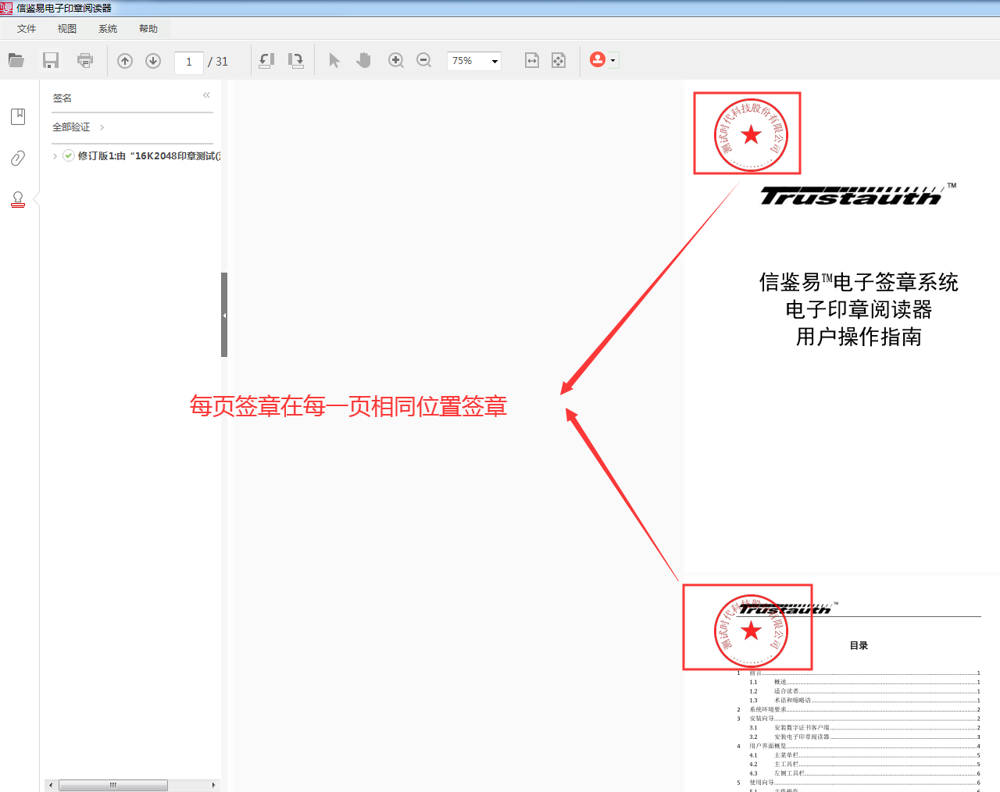 信鉴易电子印章阅读器
文件 视图 系统 帮助
1 / 31 75%
签名
全部验证
修订版1:由 “16K2048印章测试(
测试时代科技股份有限公司
Trustauth™
信鉴易™电子签章系统
电子印章阅读器
用户操作指南
每页签章在每一页相同位置签章
测试时代科技股份有限公司
Trustauth™
目录
1 前言 1
1.1 概述 1
1.2 适合读者 1
1.3 术语和缩略语 1
2 系统环境要求 2
3 安装向导 2
3.1 安装数字证书客户端 2
3.2 安装电子印章阅读器 3
4 用户界面概览 4
4.1 主菜单栏 5
4.2 主工具栏 5
4.3 左侧工具栏 6
5 使用向导 6
5.1 文件操作 6